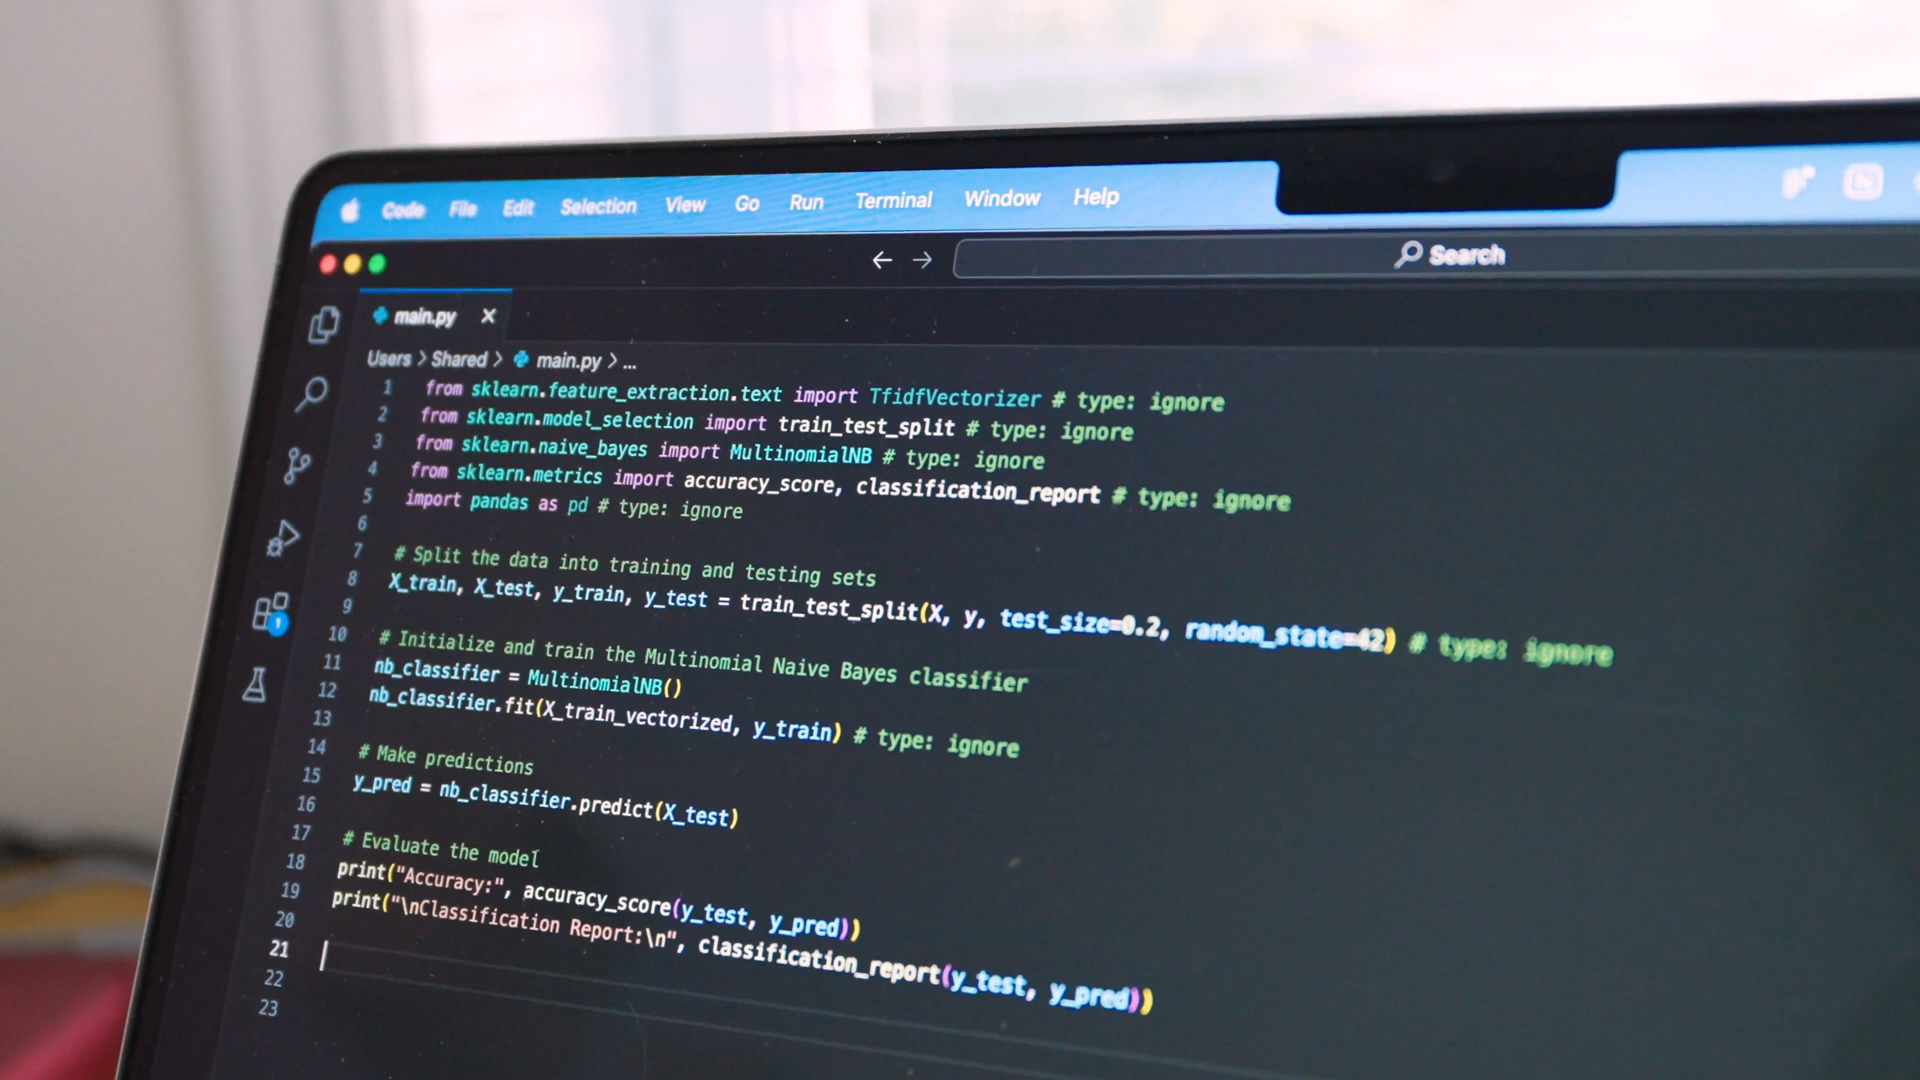 Code File Edit Selection View Go Run Terminal Window Help
Search
main.py
Users > Shared > main.py > ...
1 from sklearn.feature_extraction.text import TfidfVectorizer # type: ignore
2 from sklearn.model_selection import train_test_split # type: ignore
3 from sklearn.naive_bayes import MultinomialNB # type: ignore
4 from sklearn.metrics import accuracy_score, classification_report # type: ignore
5 import pandas as pd # type: ignore
6
7 # Split the data into training and testing sets
8 X_train, X_test, y_train, y_test = train_test_split(X, y, test_size=0.2, random_state=42) # type: ignore
9
10 # Initialize and train the Multinomial Naive Bayes classifier
11 nb_classifier = MultinomialNB()
12 nb_classifier.fit(X_train_vectorized, y_train) # type: ignore
13
14 # Make predictions
15 y_pred = nb_classifier.predict(X_test)
16
17 # Evaluate the model
18 print("Accuracy:", accuracy_score(y_test, y_pred))
19 print("\nClassification Report:\n", classification_report(y_test, y_pred))
20
21
22
23
1